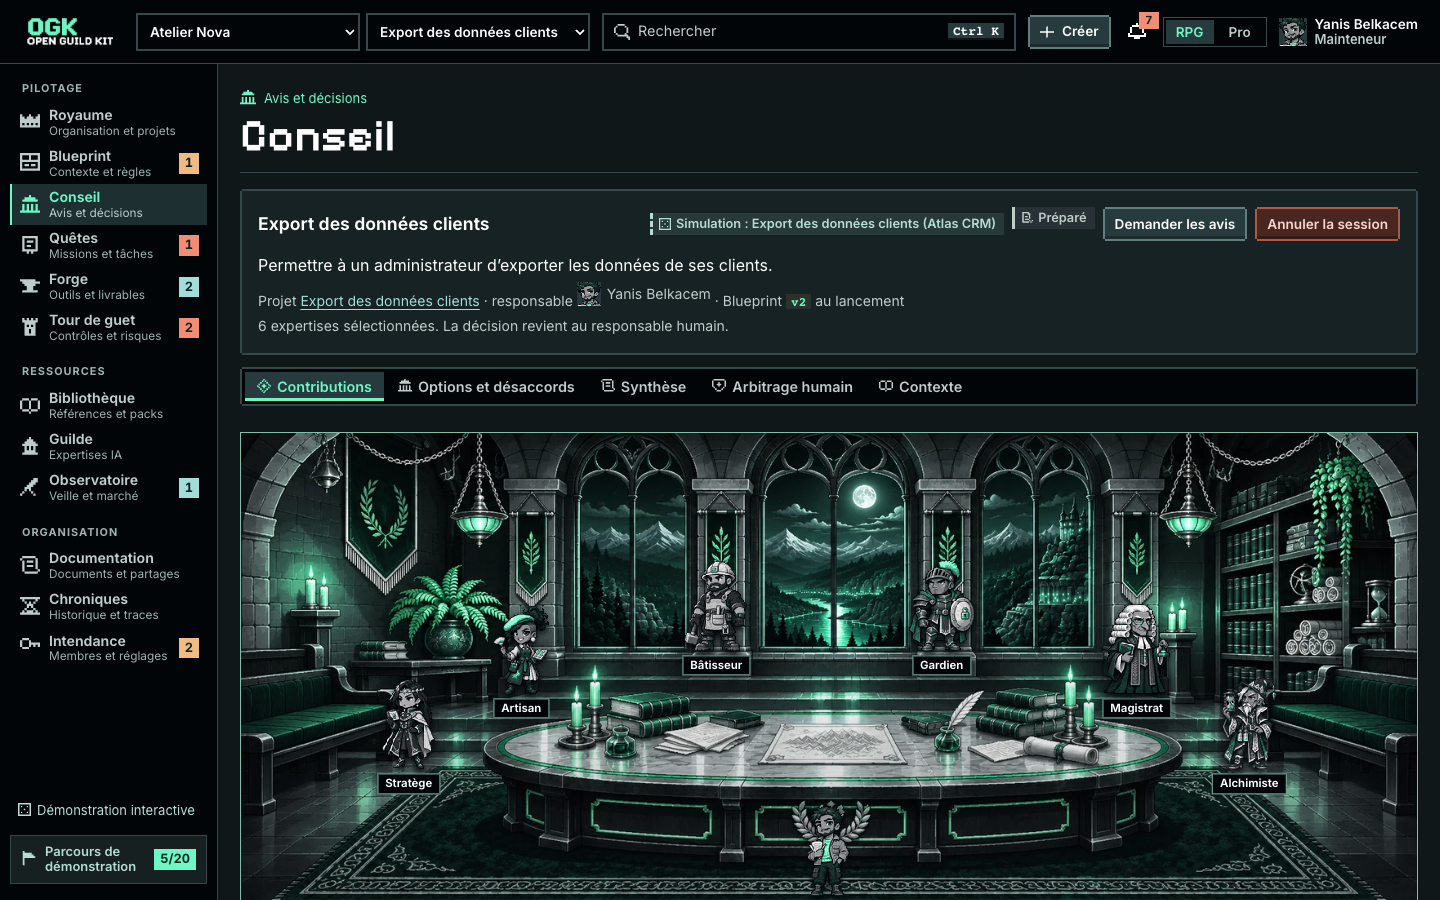 OGK
OPEN GUILD KIT
Atelier Nova
Export des données clients
Rechercher
Ctrl K
Créer
7
RPG
Pro
Yanis Belkacem
Mainteneur
PILOTAGE
Royaume
Organisation et projets
Blueprint
Contexte et règles
1
Conseil
Avis et décisions
Quêtes
Missions et tâches
1
Forge
Outils et livrables
2
Tour de guet
Contrôles et risques
2
RESSOURCES
Bibliothèque
Références et packs
Guilde
Expertises IA
Observatoire
Veille et marché
1
ORGANISATION
Documentation
Documents et partages
Chroniques
Historique et traces
Intendance
Membres et réglages
2
Démonstration interactive
Parcours de
démonstration
5/20
Avis et décisions
Conseil
Export des données clients
Simulation : Export des données clients (Atlas CRM)
Préparé
Demander les avis
Annuler la session
Permettre à un administrateur d’exporter les données de ses clients.
Projet Export des données clients · responsable Yanis Belkacem · Blueprint v2 au lancement
6 expertises sélectionnées. La décision revient au responsable humain.
Contributions
Options et désaccords
Synthèse
Arbitrage humain
Contexte
Bâtisseur
Gardien
Artisan
Magistrat
Stratège
Alchimiste